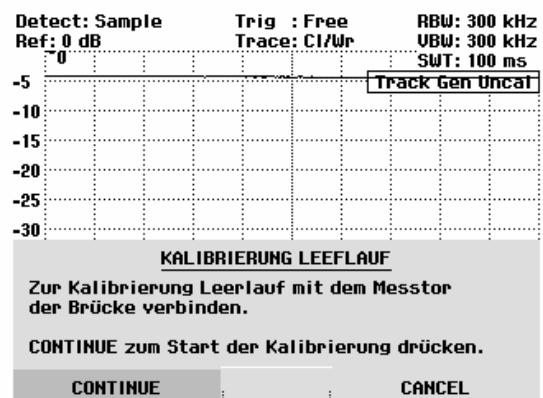 Detect: Sample Trig : Free RBW: 300 kHz
Ref: 0 dB Trace: Cl/Wr VBW: 300 kHz
0 SWT: 100 ms
-5 Track Gen Uncal
-10
-15
-20
-25
-30
KALIBRIERUNG LEEFLAUF
Zur Kalibrierung Leerlauf mit dem Messtor
der Brücke verbinden.
CONTINUE zum Start der Kalibrierung drücken.
CONTINUE CANCEL